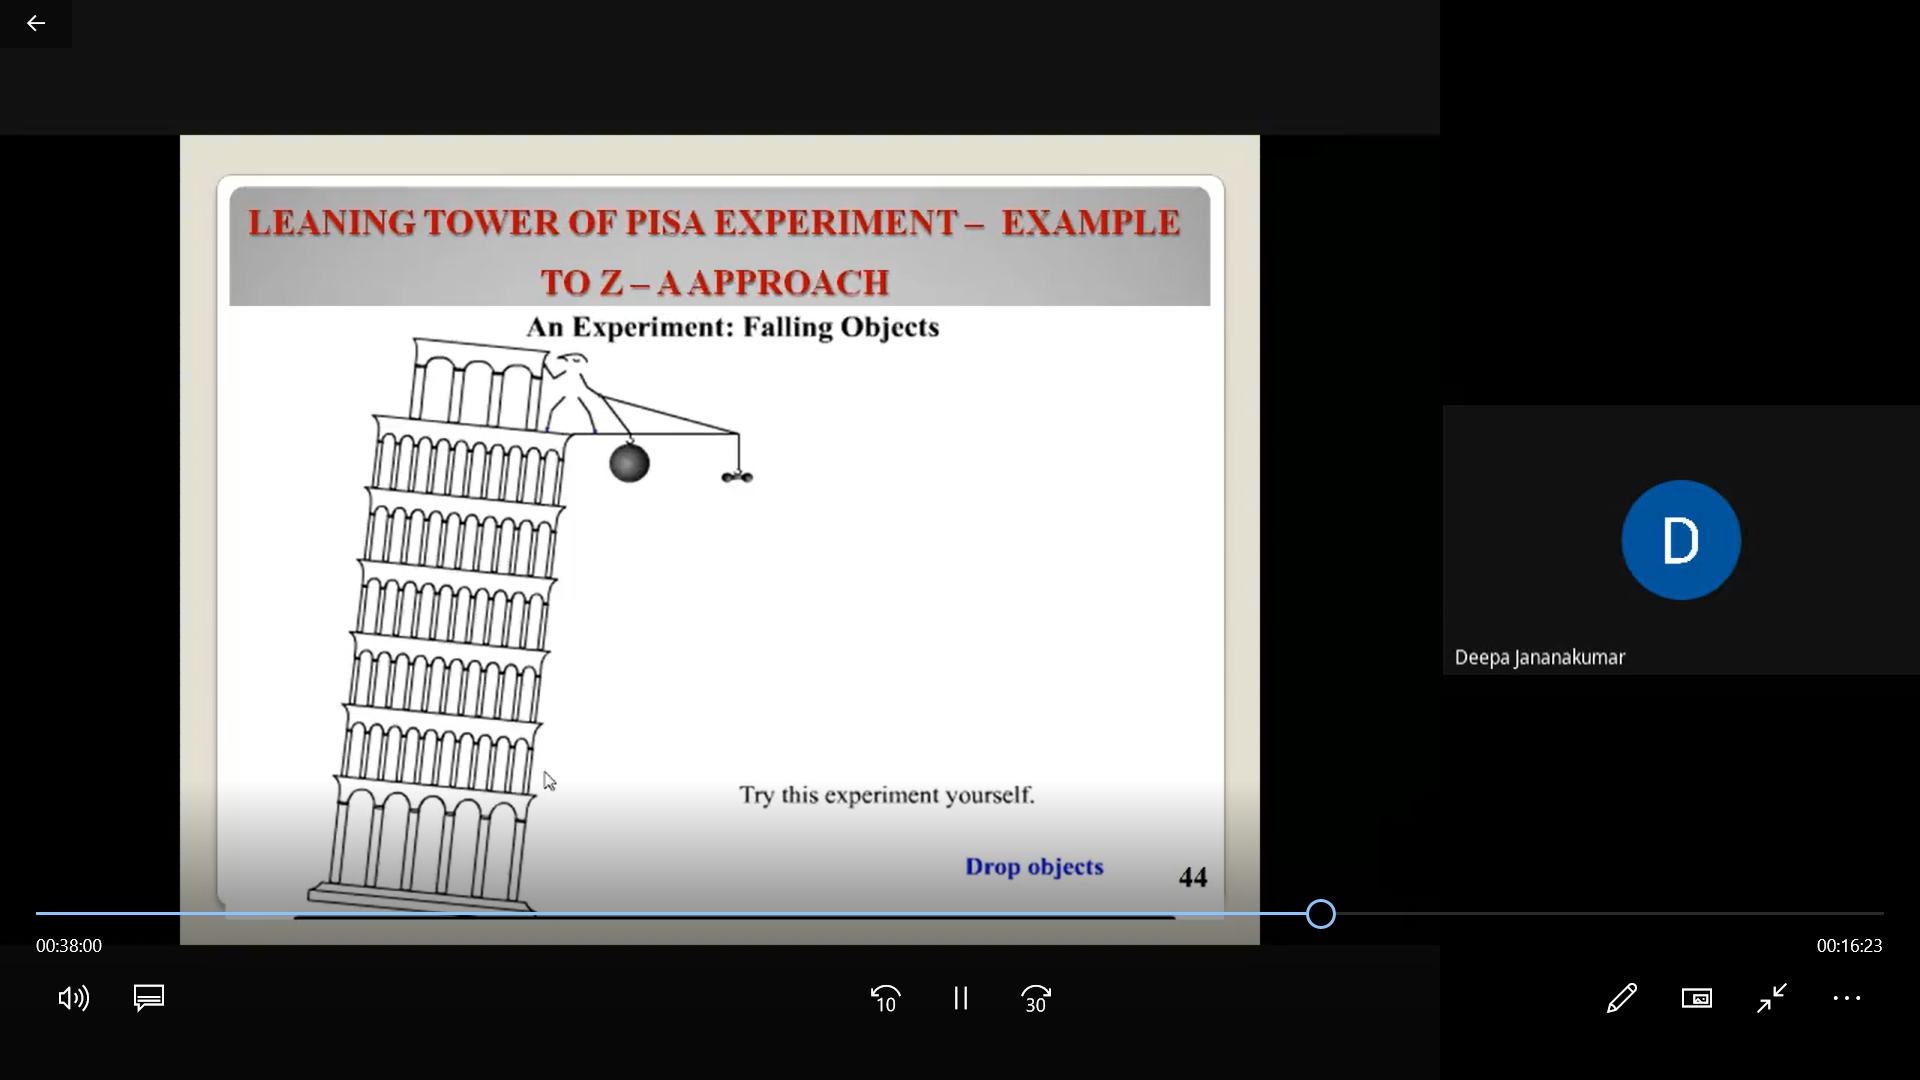 LEANING TOWER OF PISA EXPERIMENT – EXAMPLE
TO Z – A APPROACH
An Experiment: Falling Objects
Try this experiment yourself.
Drop objects
44
D
Deepa Jananakumar
00:38:00
00:16:23
10
30